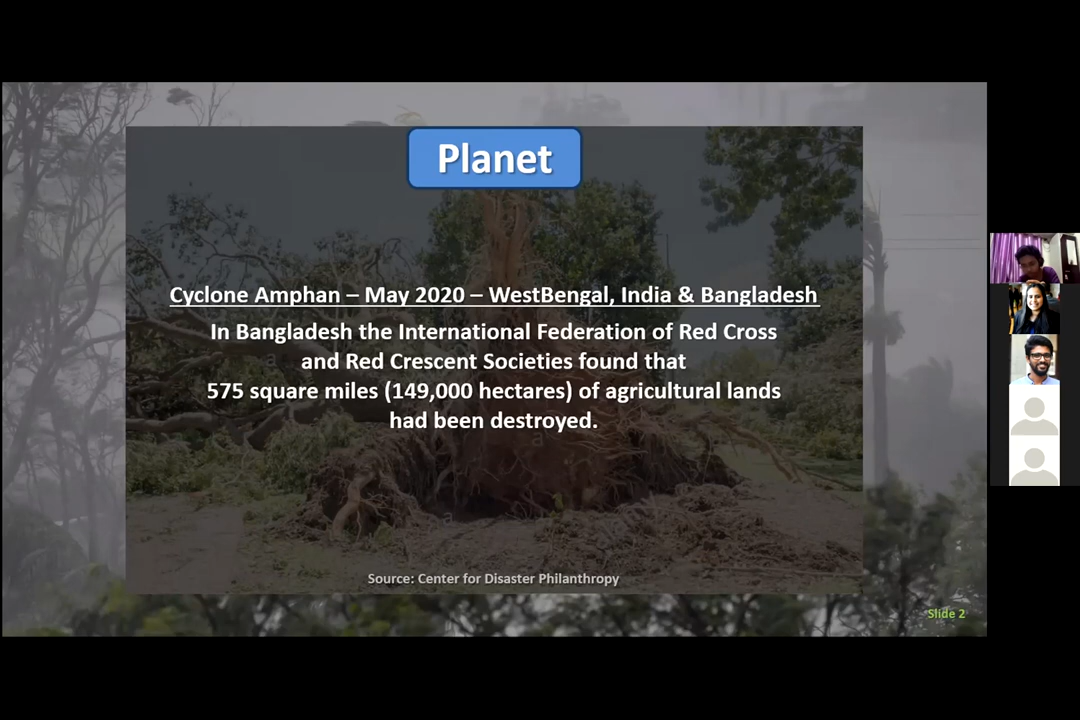 Planet
Cyclone Amphan – May 2020 – WestBengal, India & Bangladesh
In Bangladesh the International Federation of Red Cross
and Red Crescent Societies found that
575 square miles (149,000 hectares) of agricultural lands
had been destroyed.
Source: Center for Disaster Philanthropy
Slide 2